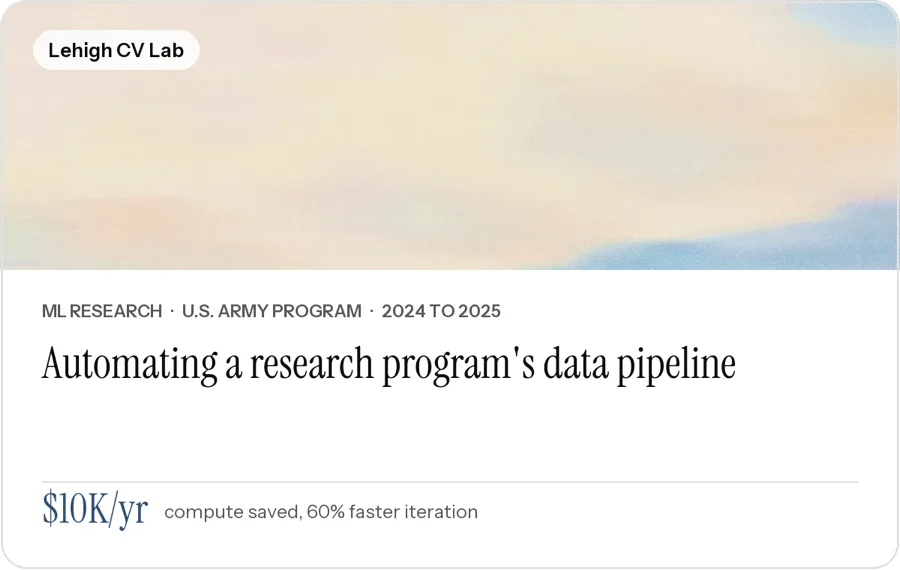 Lehigh CV Lab
ML RESEARCH · U.S. ARMY PROGRAM · 2024 TO 2025
Automating a research program's data pipeline
$10K/yr compute saved, 60% faster iteration